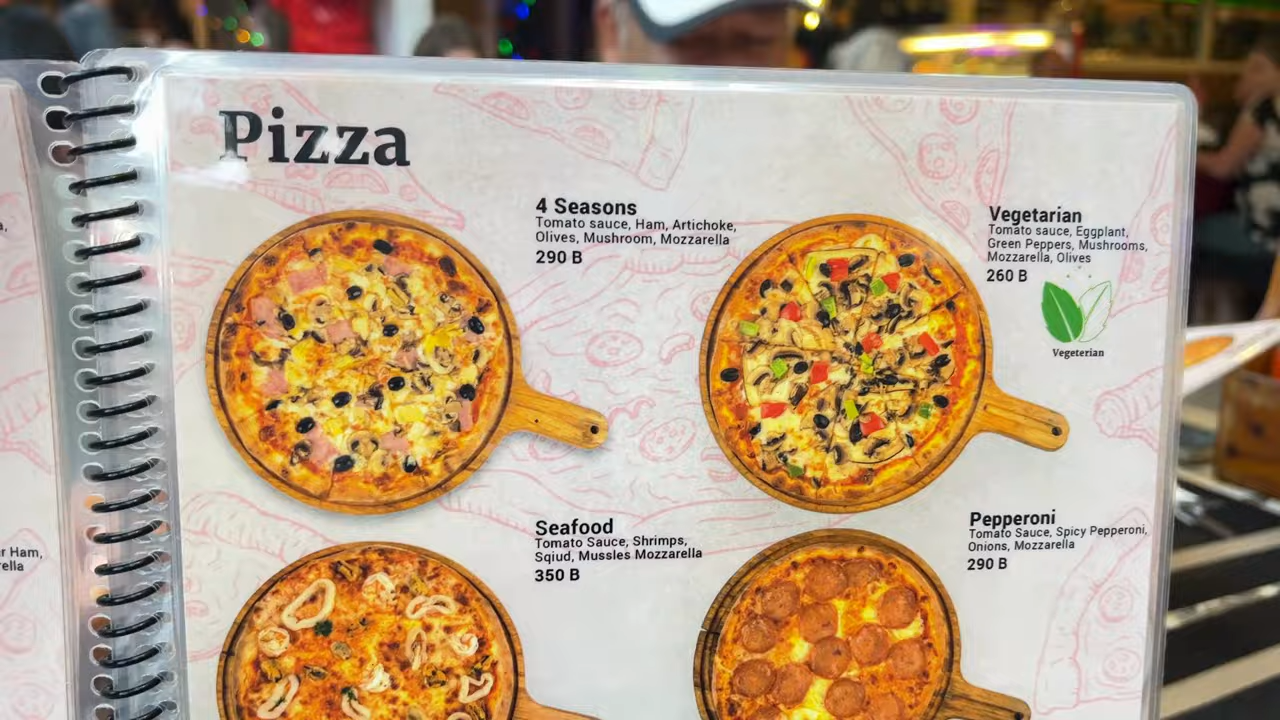 Pizza
4 Seasons
Tomato sauce, Ham, Artichoke,
Olives, Mushroom, Mozzarella
290 B
Vegetarian
Tomato sauce, Eggplant,
Green Peppers, Mushrooms,
Mozzarella, Olives
260 B
Vegeterian
Seafood
Tomato Sauce, Shrimps,
Sqiud, Mussles Mozzarella
350 B
Pepperoni
Tomato Sauce, Spicy Pepperoni,
Onions, Mozzarella
290 B
Ham,